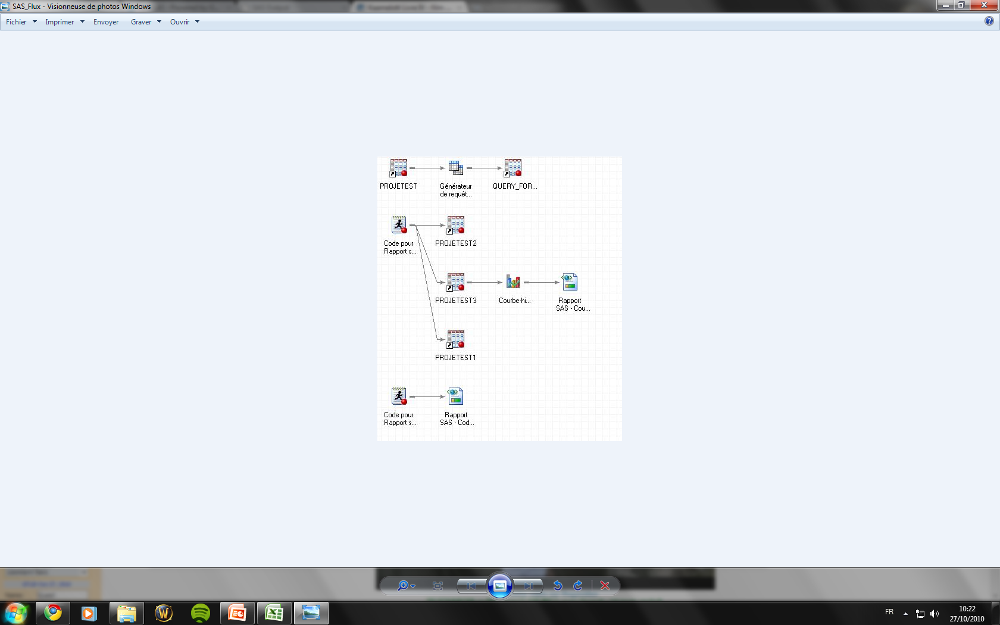 SAS_Flux - Visionneuse de photos Windows
Fichier Imprimer Envoyer Graver Ouvrir
PROJETEST
Générateur
de requêt...
QUERY_FOR...
Code pour
Rapport s...
PROJETEST2
PROJETEST3
Courbe-hi...
Rapport
SAS - Cou...
PROJETEST1
Code pour
Rapport s...
Rapport
SAS - Cod...
FR
10:22
27/10/2010